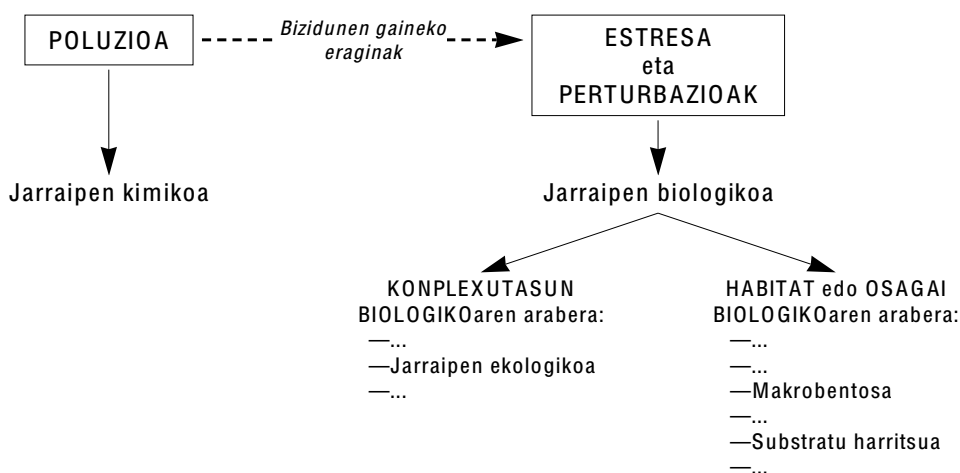 POLUZIOA
Bizidunen gaineko
eraginak
ESTRESA
eta
PERTURBAZIOAK
Jarraipen kimikoa
Jarraipen biologikoa
KONPLEXUTASUN
BIOLOGIKOaren arabera:
—...
—Jarraipen ekologikoa
—...
HABITAT edo OSAGAI
BIOLOGIKOaren arabera:
—...
—...
—Makrobentosa
—...
—Substratu harritsua
—...